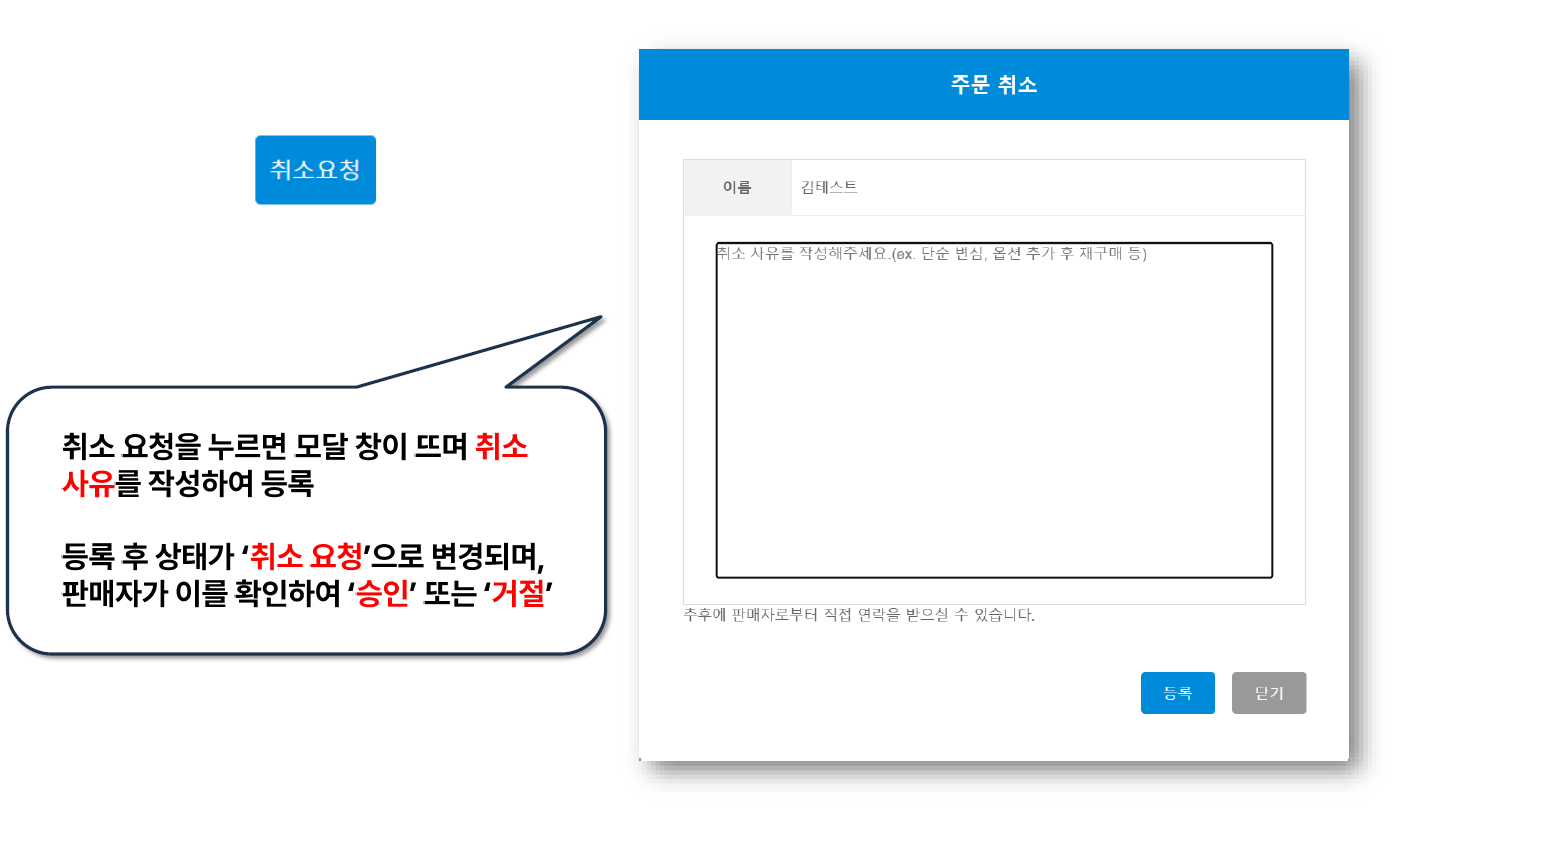 취소요청
취소 요청을 누르면 모달 창이 뜨며 취소
사유를 작성하여 등록
등록 후 상태가 ‘취소 요청’으로 변경되며,
판매자가 이를 확인하여 ‘승인’ 또는 ‘거절’
주문 취소
이름 김테스트
취소 사유를 작성해주세요.(ex. 단순 변심, 옵션 추가 후 재구매 등)
추후에 판매자로부터 직접 연락을 받으실 수 있습니다.
등록 닫기